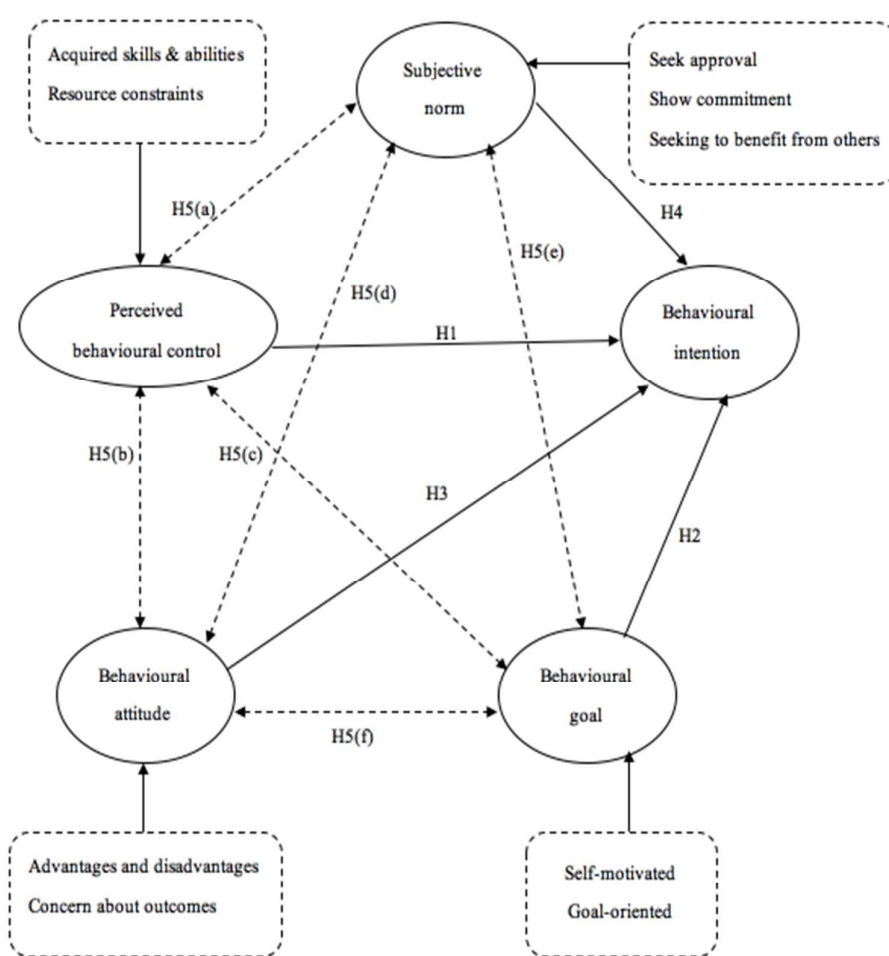 Acquired skills & abilities
Resource constraints
Subjective
norm
Seek approval
Show commitment
Seeking to benefit from others
H5(a)
H4
H5(e)
H5(d)
Perceived
behavioural control
H1
Behavioural
intention
H5(b)
H5(c)
H3
H2
Behavioural
attitude
Behavioural
goal
H5(f)
Advantages and disadvantages
Concern about outcomes
Self-motivated
Goal-oriented